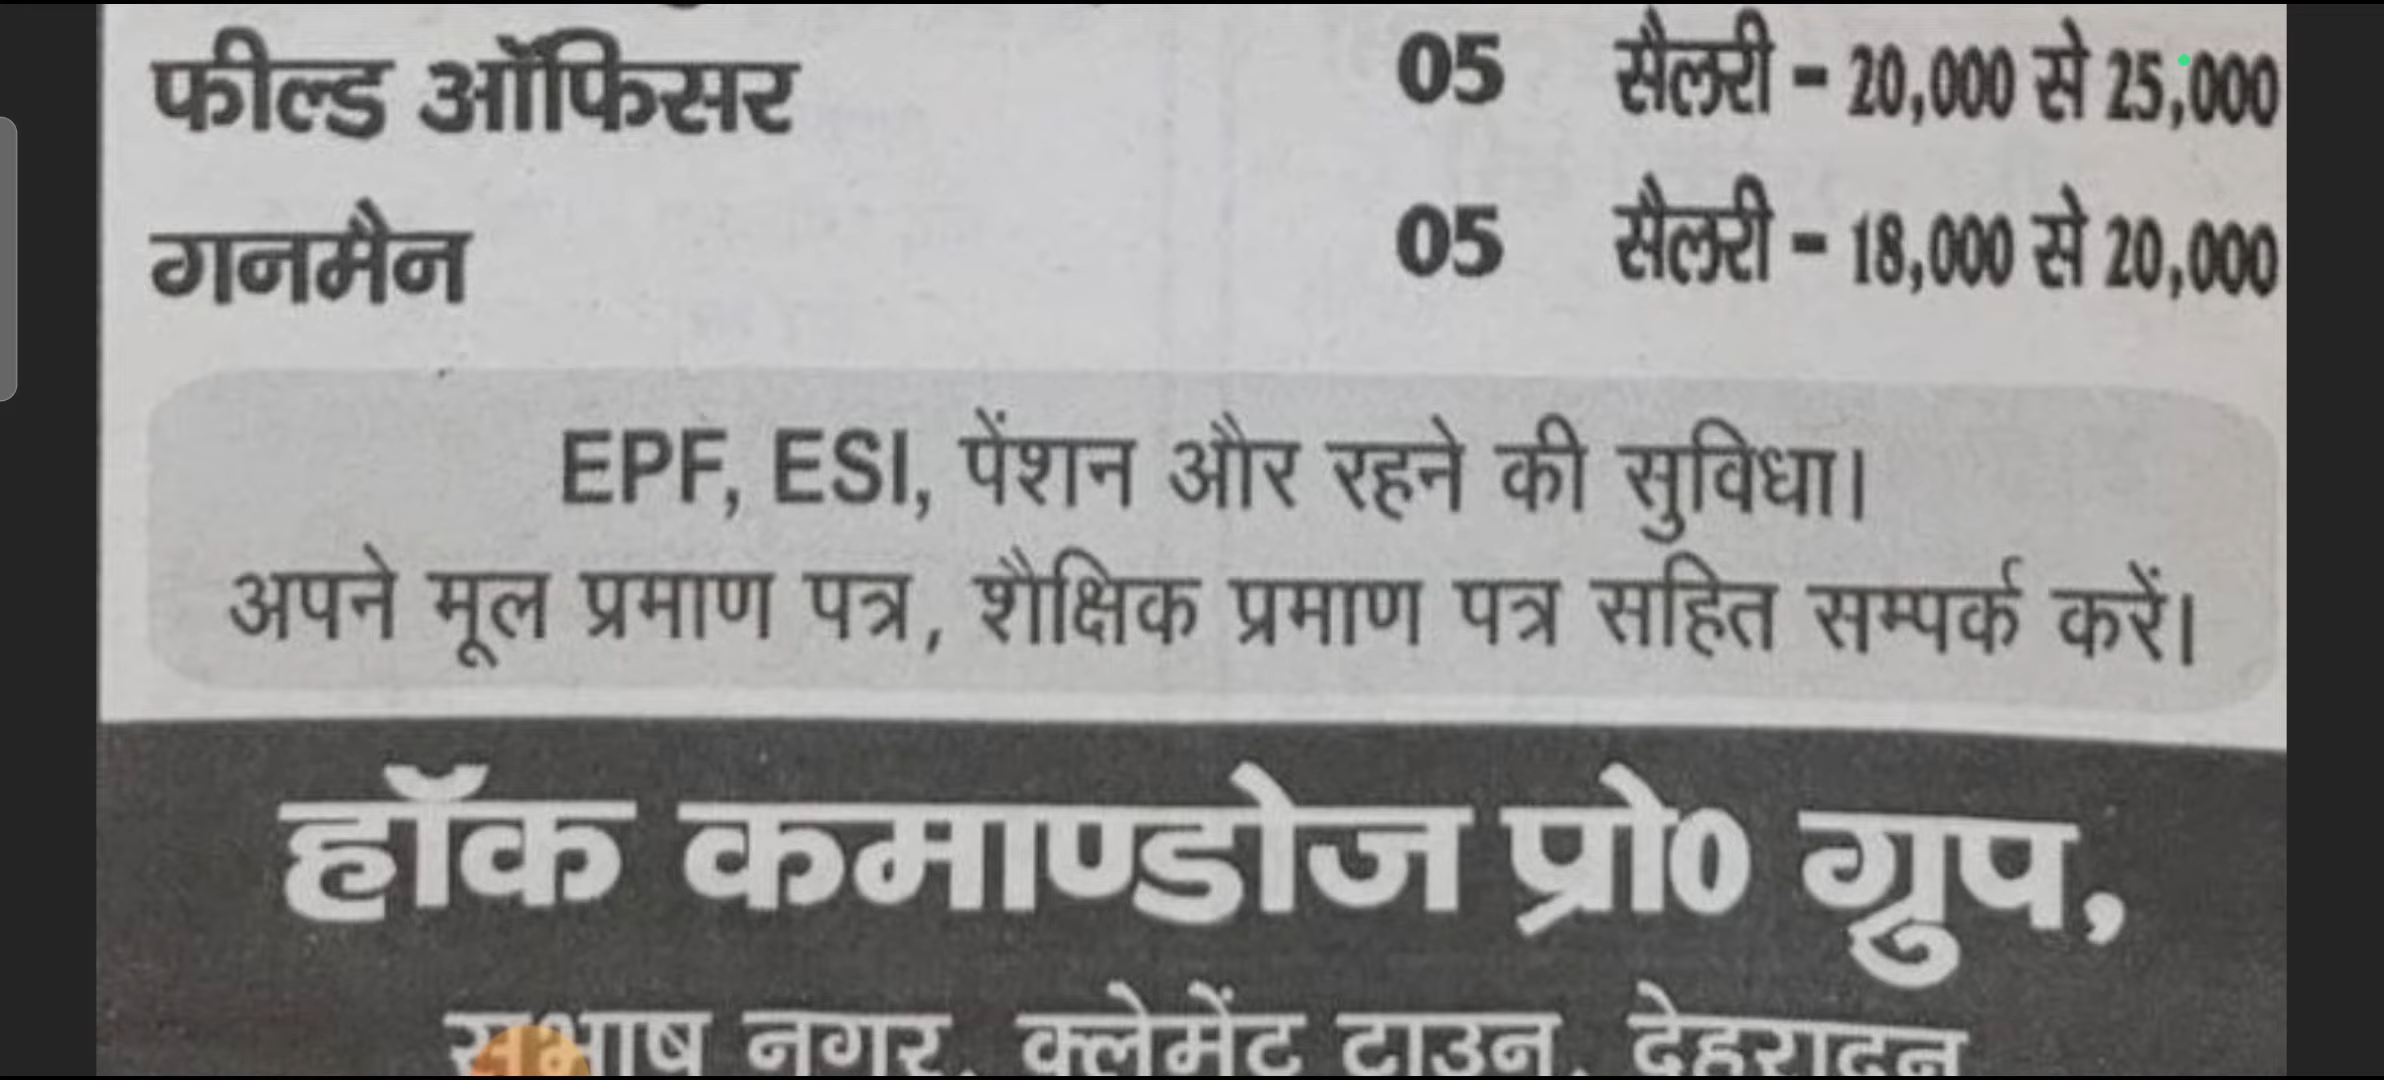 फील्ड ऑफिसर 05 सैलरी - 20,000 से 25,000
गनमैन 05 सैलरी - 18,000 से 20,000
EPF, ESI, पेंशन और रहने की सुविधा।
अपने मूल प्रमाण पत्र, शैक्षिक प्रमाण पत्र सहित सम्पर्क करें।
हॉक कमाण्डोज प्रो0 ग्रुप,
सुभाष नगर, क्लेमेंट टाउन, देहरादून